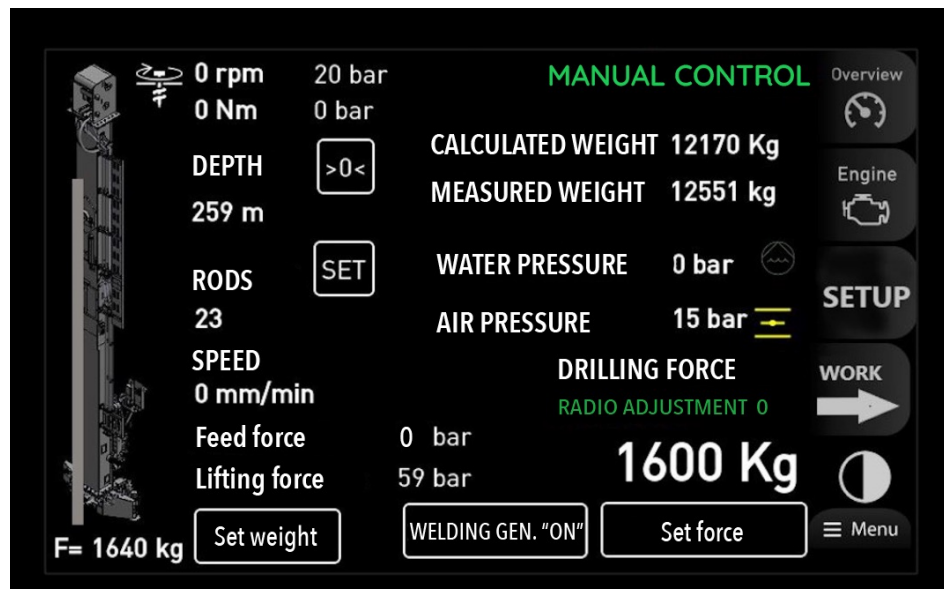 0 rpm 20 bar
0 Nm 0 bar
MANUAL CONTROL
Overview
DEPTH >0<
259 m
CALCULATED WEIGHT 12170 Kg
MEASURED WEIGHT 12551 kg
Engine
RODS SET
23
WATER PRESSURE 0 bar
AIR PRESSURE 15 bar
SETUP
SPEED
0 mm/min
DRILLING FORCE
RADIO ADJUSTMENT 0
WORK
Feed force 0 bar
Lifting force 59 bar
1600 Kg
F= 1640 kg
Set weight
WELDING GEN. “ON”
Set force
☰ Menu